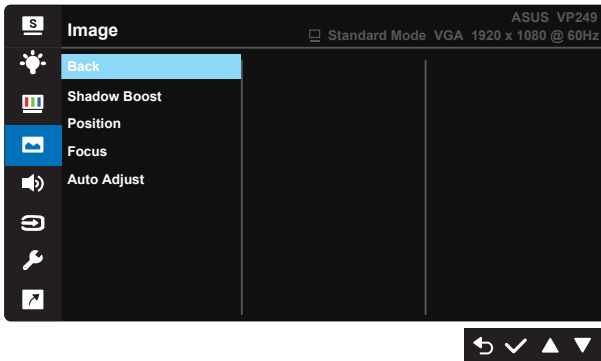 S
ASUS VP249
Image
Standard Mode VGA 1920 x 1080 @ 60Hz
Back
Shadow Boost
Position
Focus
Auto Adjust